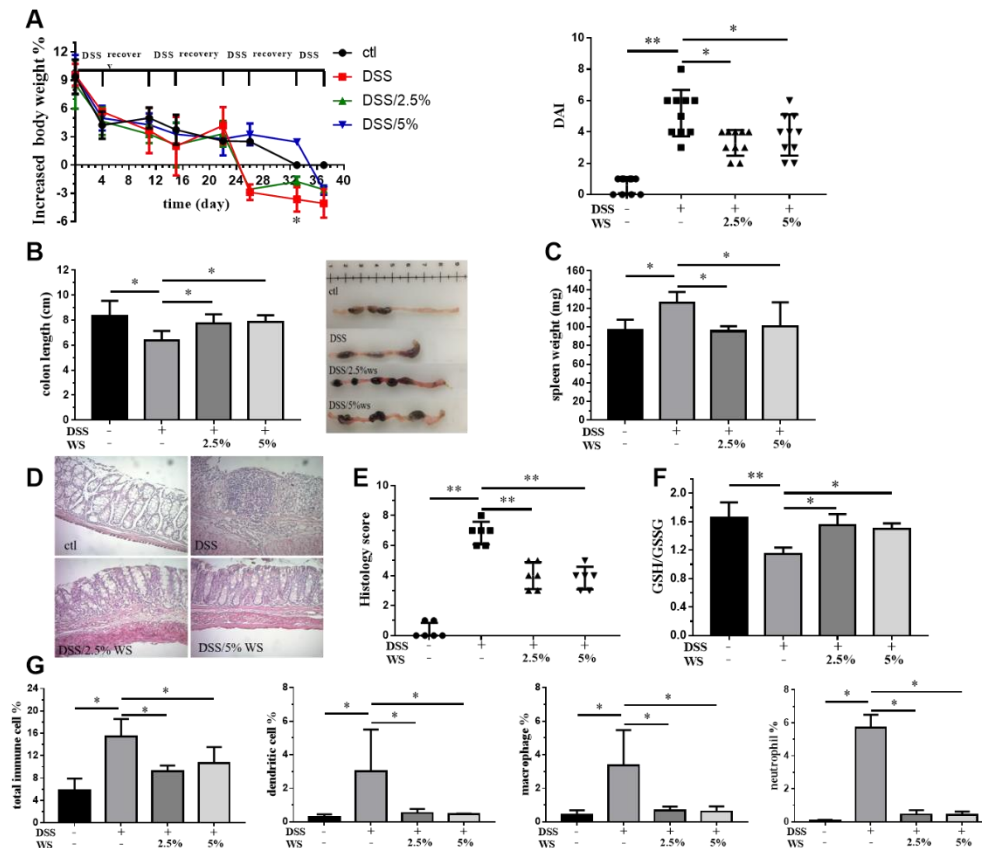 A
Increased body weight %
12
9
6
3
0
-3
-6
DSS recover DSS recovery DSS recovery DSS
y
4 8 12 16 20 24 28 32 36 40
time (day)
*
ctl
DSS
DSS/2.5%
DSS/5%
DAI
10
8
6
4
2
0
** * *
DSS - + + +
WS - 2.5% 5%
B
colon length (cm)
12
10
8
6
4
2
0
* * *
DSS - + + +
WS - 2.5% 5%
ctl
DSS
DSS/2.5%ws
DSS/5%ws
C
spleen weight (mg)
160
140
120
100
80
60
40
20
0
* * *
DSS - + + +
WS - 2.5% 5%
D
ctl
DSS
DSS/2.5% WS
DSS/5% WS
E
Histology score
10
8
6
4
2
0
** ** **
DSS - + + +
WS - 2.5% 5%
F
GSH/GSSG
2.0
1.6
1.2
0.8
0.4
0.0
** * *
DSS - + + +
WS - 2.5% 5%
G
total immune cell %
24
20
16
12
8
4
0
* * *
DSS - + + +
WS - 2.5% 5%
dendritic cell %
8
6
4
2
0
* * *
DSS - + + +
WS - 2.5% 5%
macrophage %
8
6
4
2
0
* * *
DSS - + + +
WS - 2.5% 5%
neutrophil %
8
6
4
2
0
* * *
DSS - + + +
WS - 2.5% 5%